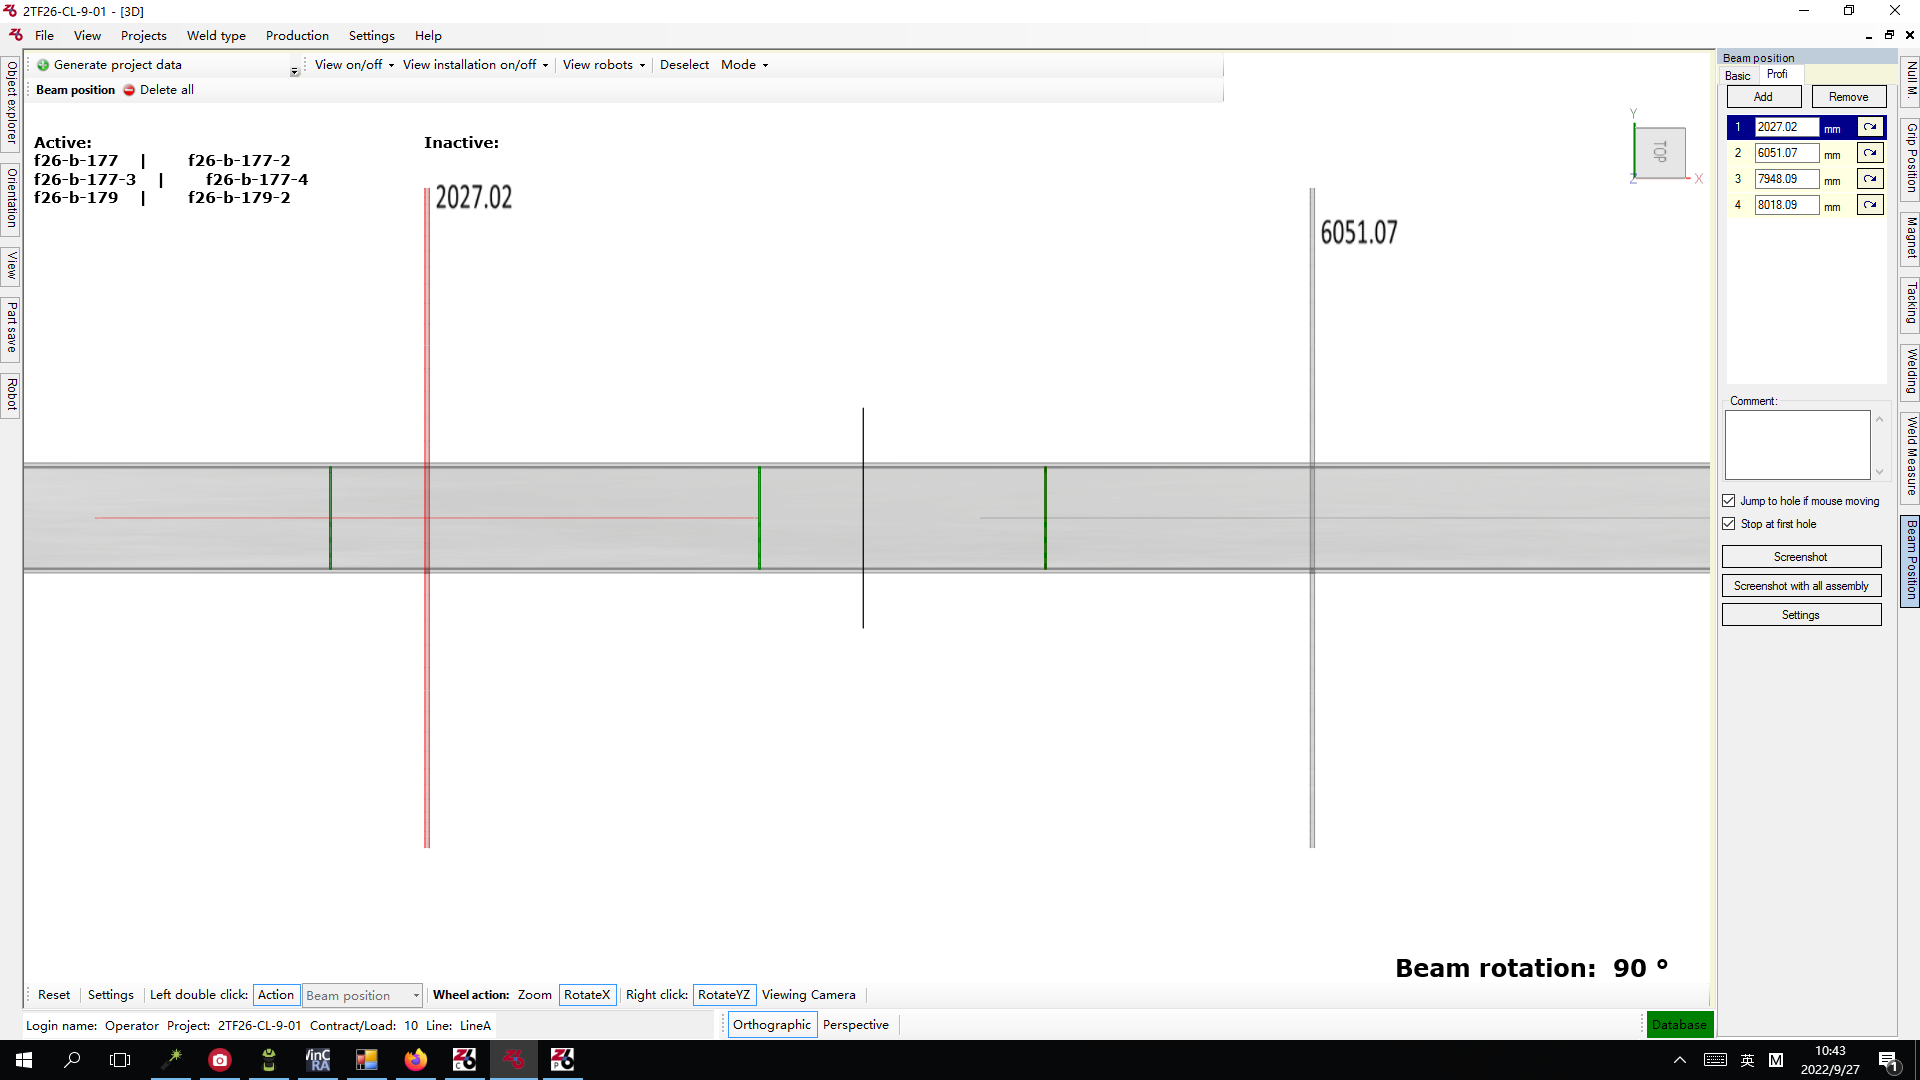 2TF26-CL-9-01 - [3D]
File View Projects Weld type Production Settings Help
Generate project data View on/off View installation on/off View robots Deselect Mode
Beam position Delete all
Active: Inactive:
f26-b-177 | f26-b-177-2
f26-b-177-3 | f26-b-177-4
f26-b-179 | f26-b-179-2
2027.02
6051.07
Y
TOP
Z
X
Object explorer
Orientation
View
Part save
Robot
Beam position
Basic Profi
Add Remove
1 2027.02 mm
2 6051.07 mm
3 7948.09 mm
4 8018.09 mm
Comment:
Jump to hole if mouse moving
Stop at first hole
Screenshot
Screenshot with all assembly
Settings
Null M.
Grip Position
Magnet
Tacking
Welding
Weld Measure
Beam Position
Beam rotation: 90 °
Reset Settings Left double click: Action Beam position Wheel action: Zoom RotateX Right click: RotateYZ Viewing Camera
Login name: Operator Project: 2TF26-CL-9-01 Contract/Load: 10 Line: LineA Orthographic Perspective Database
英 M
10:43
2022/9/27
1